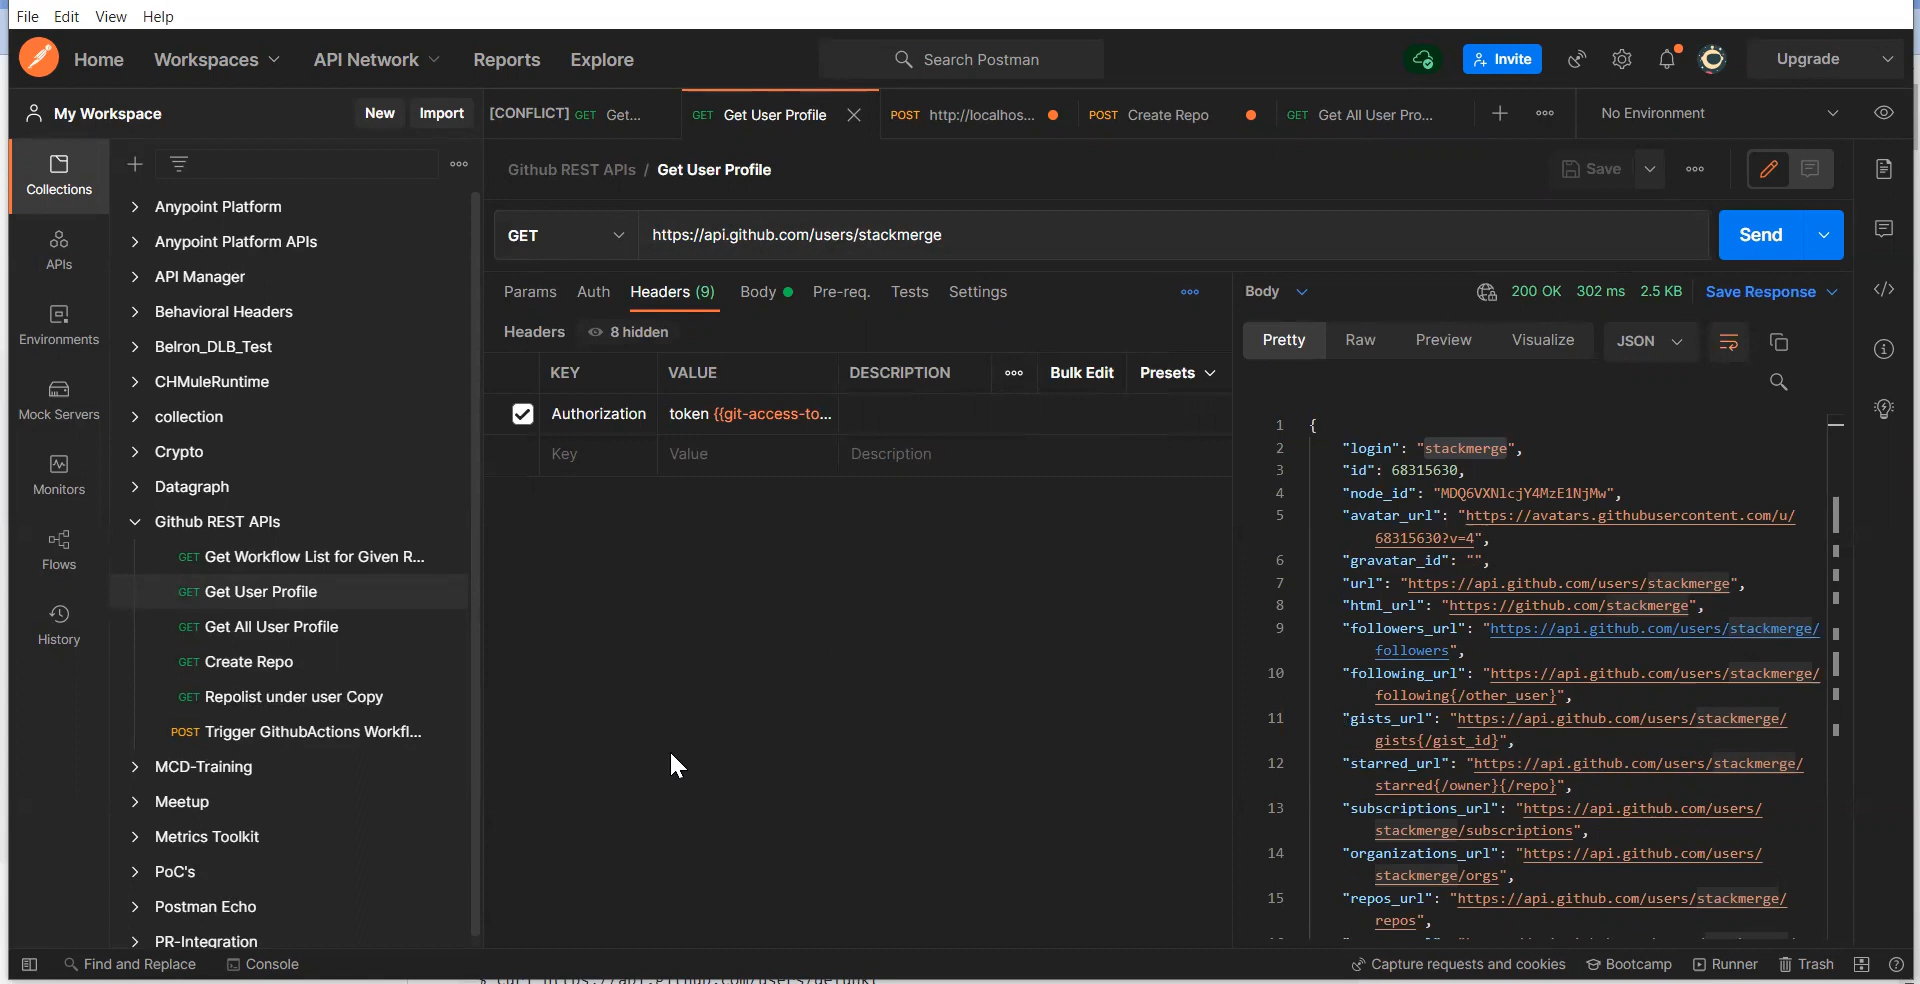 File Edit View Help
Home Workspaces API Network Reports Explore Search Postman Invite Upgrade
My Workspace New Import
[CONFLICT] GET Get... GET Get User Profile POST http://localhos... POST Create Repo GET Get All User Pro... No Environment
Collections
APIs
Environments
Mock Servers
Monitors
Flows
History
Anypoint Platform
Anypoint Platform APIs
API Manager
Behavioral Headers
Belron_DLB_Test
CHMuleRuntime
collection
Crypto
Datagraph
Github REST APIs
GET Get Workflow List for Given R...
GET Get User Profile
GET Get All User Profile
GET Create Repo
GET Repolist under user Copy
POST Trigger GithubActions Workfl...
MCD-Training
Meetup
Metrics Toolkit
PoC's
Postman Echo
PR-Integration
Github REST APIs / Get User Profile Save
GET https://api.github.com/users/stackmerge Send
Params Auth Headers (9) Body Pre-req. Tests Settings
Headers 8 hidden
KEY VALUE DESCRIPTION Bulk Edit Presets
Authorization token {{git-access-to...
Key Value Description
Body 200 OK 302 ms 2.5 KB Save Response
Pretty Raw Preview Visualize JSON
1 {
2 "login": "stackmerge",
3 "id": 68315630,
4 "node_id": "MDQ6VXNlcjY4MzE1NjMw",
5 "avatar_url": "https://avatars.githubusercontent.com/u/
68315630?v=4",
6 "gravatar_id": "",
7 "url": "https://api.github.com/users/stackmerge",
8 "html_url": "https://github.com/stackmerge",
9 "followers_url": "https://api.github.com/users/stackmerge/
followers",
10 "following_url": "https://api.github.com/users/stackmerge/
following{/other_user}",
11 "gists_url": "https://api.github.com/users/stackmerge/
gists{/gist_id}",
12 "starred_url": "https://api.github.com/users/stackmerge/
starred{/owner}{/repo}",
13 "subscriptions_url": "https://api.github.com/users/
stackmerge/subscriptions",
14 "organizations_url": "https://api.github.com/users/
stackmerge/orgs",
15 "repos_url": "https://api.github.com/users/stackmerge/
repos",
Find and Replace Console Capture requests and cookies Bootcamp Runner Trash